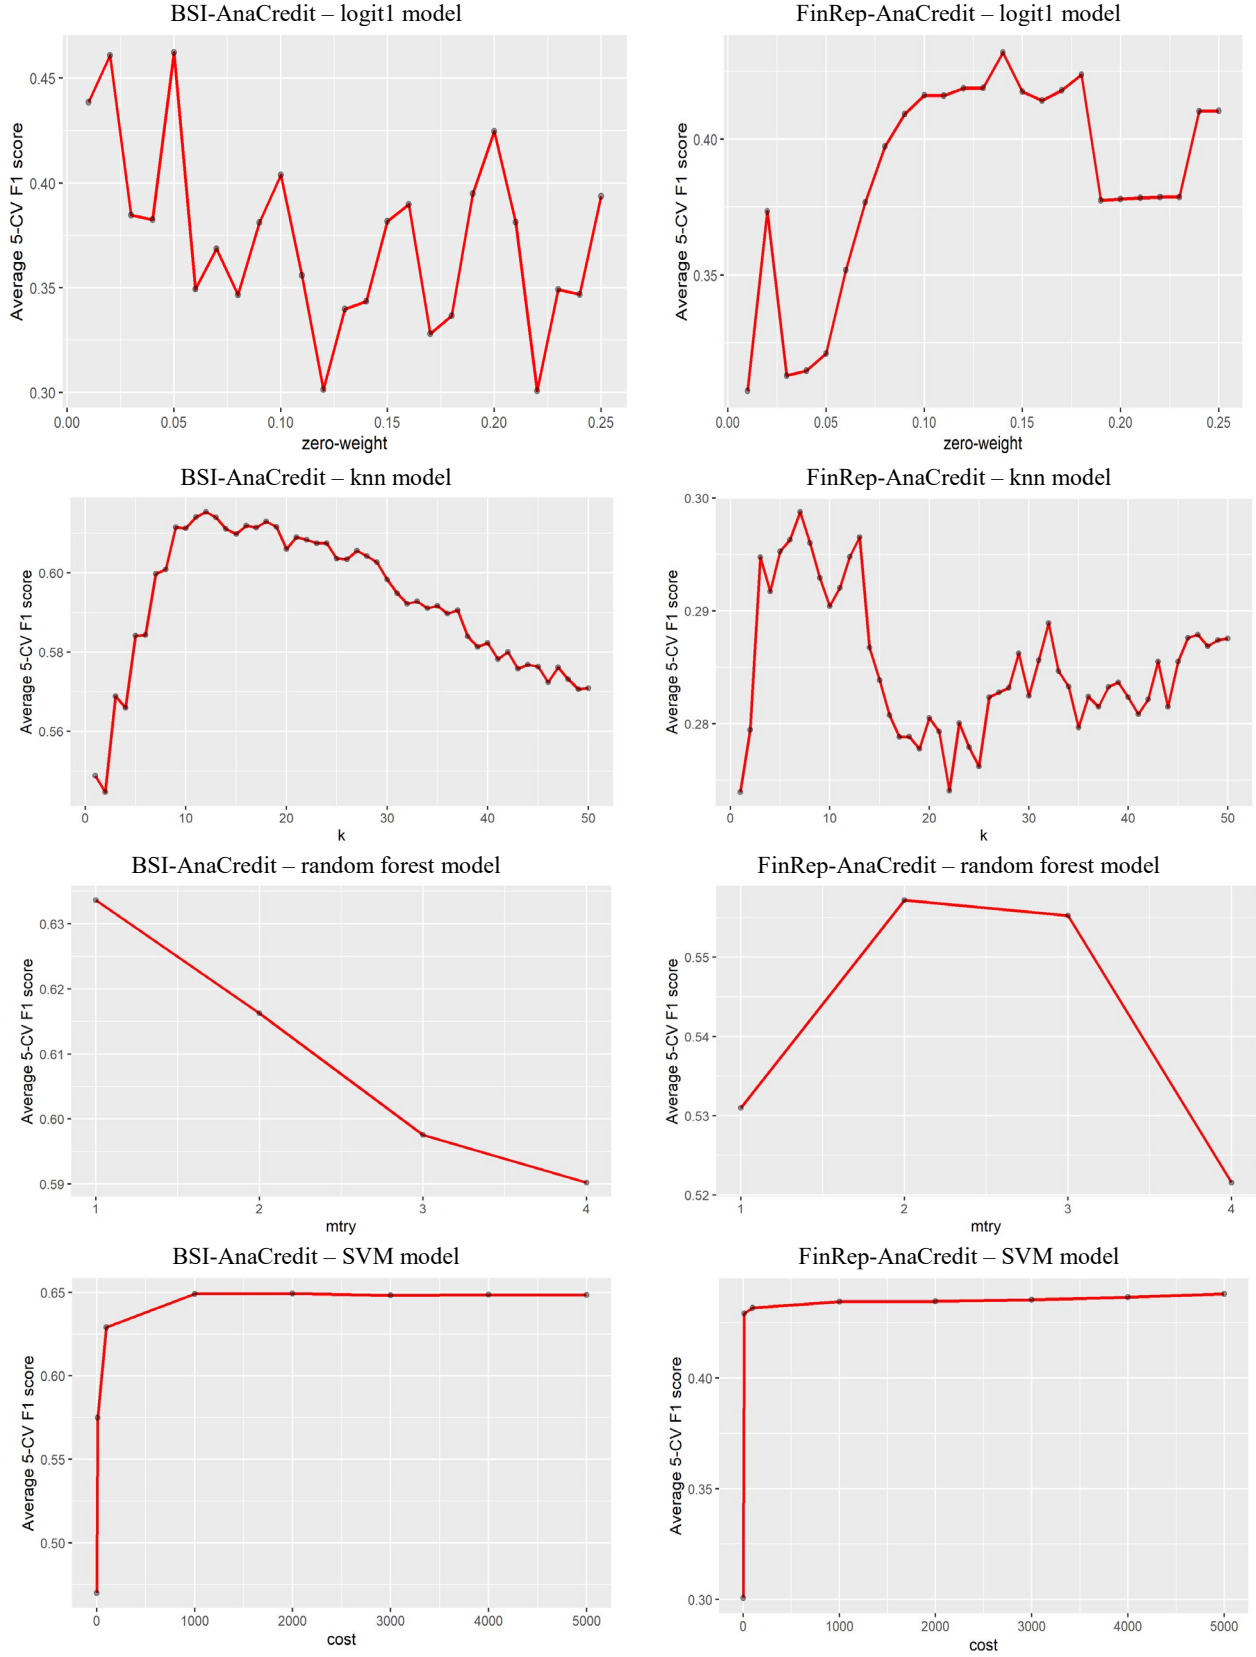 BSI-AnaCredit – logit1 model
Average 5-CV F1 score
0.45
0.40
0.35
0.30
0.00 0.05 0.10 0.15 0.20 0.25
zero-weight
FinRep-AnaCredit – logit1 model
Average 5-CV F1 score
0.40
0.35
0.00 0.05 0.10 0.15 0.20 0.25
zero-weight
BSI-AnaCredit – knn model
Average 5-CV F1 score
0.60
0.58
0.56
0 10 20 30 40 50
k
FinRep-AnaCredit – knn model
Average 5-CV F1 score
0.30
0.29
0.28
0 10 20 30 40 50
k
BSI-AnaCredit – random forest model
Average 5-CV F1 score
0.63
0.62
0.61
0.60
0.59
1 2 3 4
mtry
FinRep-AnaCredit – random forest model
Average 5-CV F1 score
0.55
0.54
0.53
0.52
1 2 3 4
mtry
BSI-AnaCredit – SVM model
Average 5-CV F1 score
0.65
0.60
0.55
0.50
0 1000 2000 3000 4000 5000
cost
FinRep-AnaCredit – SVM model
Average 5-CV F1 score
0.40
0.35
0.30
0 1000 2000 3000 4000 5000
cost